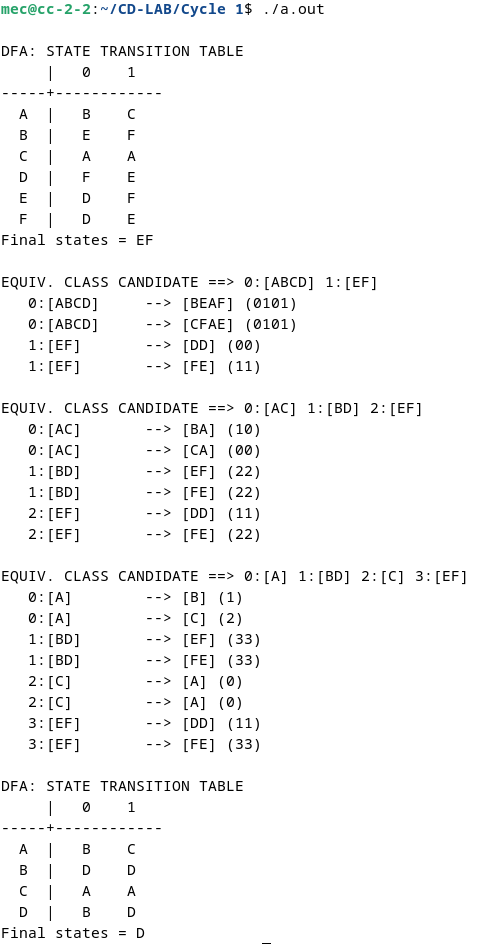 mec@cc-2-2:~/CD-LAB/Cycle 1$ ./a.out

DFA: STATE TRANSITION TABLE
     |   0    1
-----+------------
  A  |   B    C
  B  |   E    F
  C  |   A    A
  D  |   F    E
  E  |   D    F
  F  |   D    E
Final states = EF

EQUIV. CLASS CANDIDATE ==> 0:[ABCD] 1:[EF]
   0:[ABCD]     --> [BEAF] (0101)
   0:[ABCD]     --> [CFAE] (0101)
   1:[EF]       --> [DD] (00)
   1:[EF]       --> [FE] (11)

EQUIV. CLASS CANDIDATE ==> 0:[AC] 1:[BD] 2:[EF]
   0:[AC]       --> [BA] (10)
   0:[AC]       --> [CA] (00)
   1:[BD]       --> [EF] (22)
   1:[BD]       --> [FE] (22)
   2:[EF]       --> [DD] (11)
   2:[EF]       --> [FE] (22)

EQUIV. CLASS CANDIDATE ==> 0:[A] 1:[BD] 2:[C] 3:[EF]
   0:[A]        --> [B] (1)
   0:[A]        --> [C] (2)
   1:[BD]       --> [EF] (33)
   1:[BD]       --> [FE] (33)
   2:[C]        --> [A] (0)
   2:[C]        --> [A] (0)
   3:[EF]       --> [DD] (11)
   3:[EF]       --> [FE] (33)

DFA: STATE TRANSITION TABLE
     |   0    1
-----+------------
  A  |   B    C
  B  |   D    D
  C  |   A    A
  D  |   B    D
Final states = D